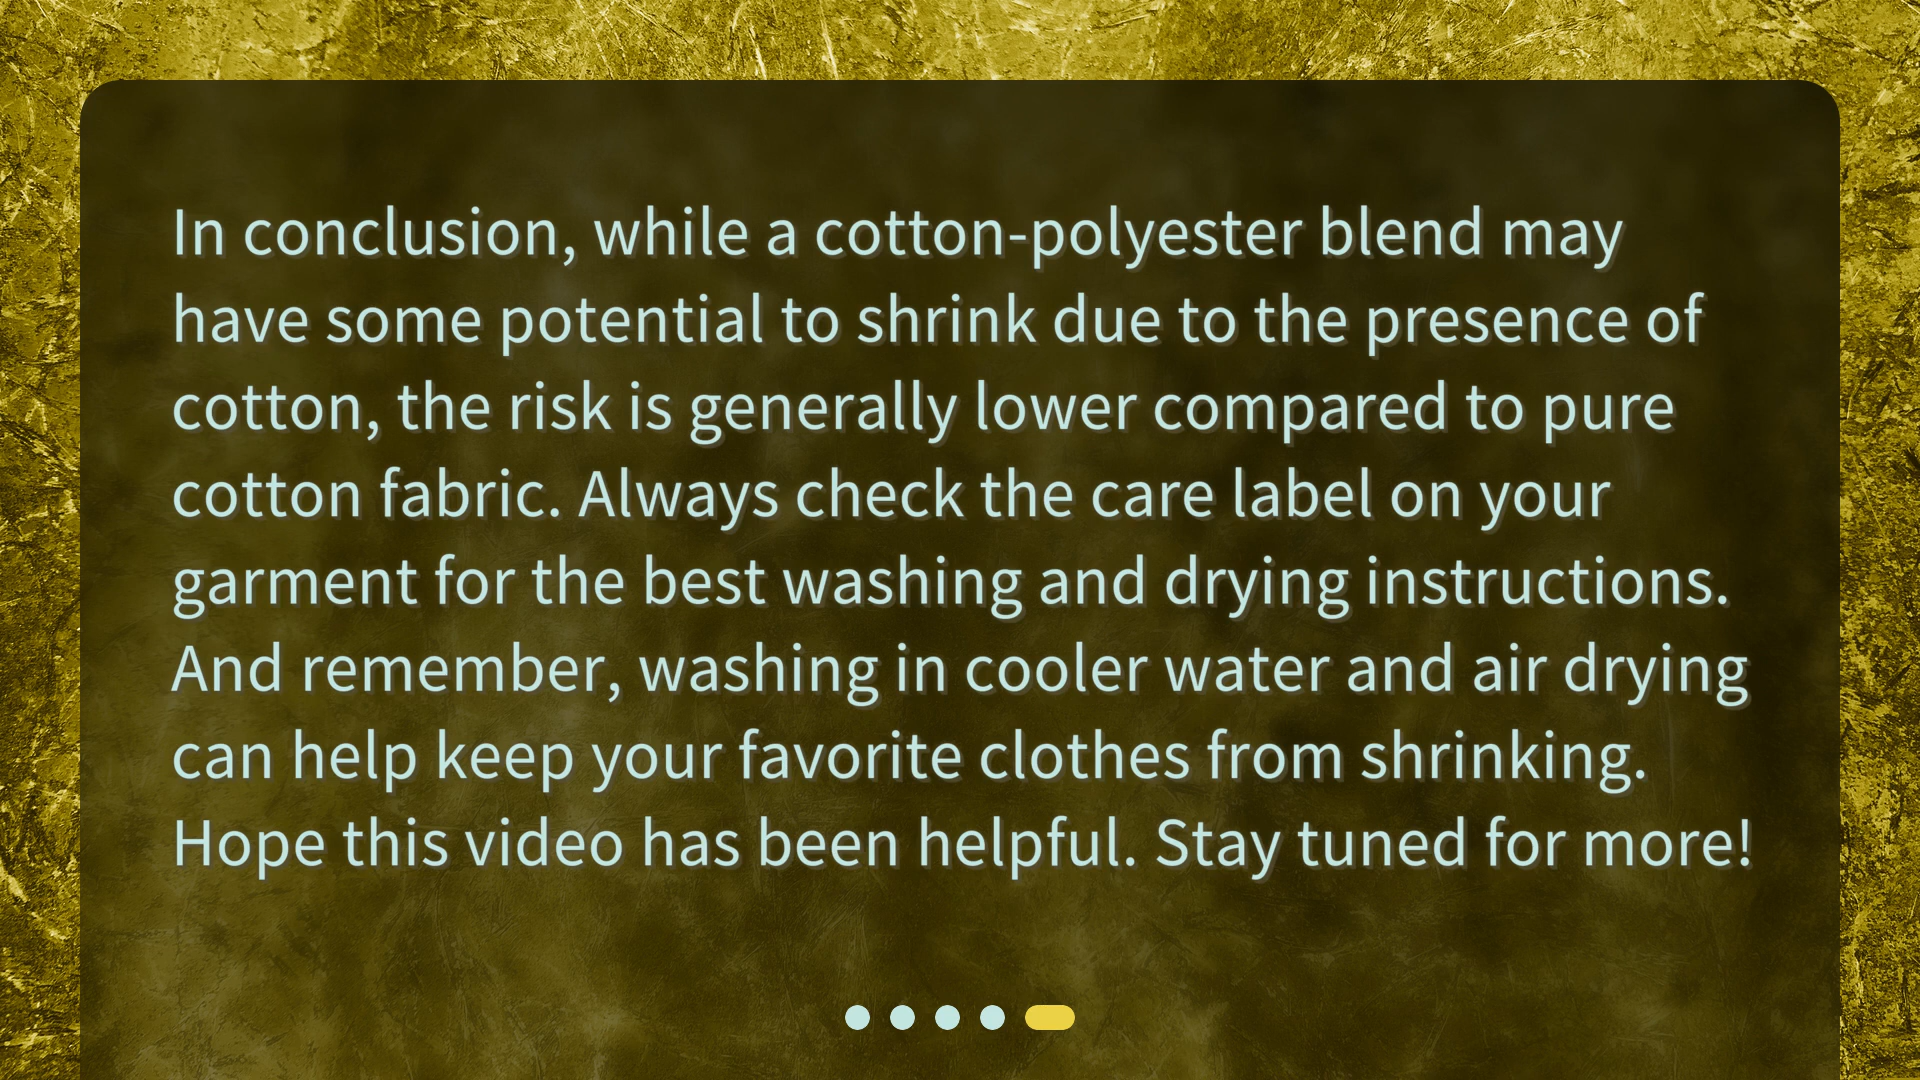 In conclusion, while a cotton-polyester blend may
have some potential to shrink due to the presence of
cotton, the risk is generally lower compared to pure
cotton fabric. Always check the care label on your
garment for the best washing and drying instructions.
And remember, washing in cooler water and air drying
can help keep your favorite clothes from shrinking.
Hope this video has been helpful. Stay tuned for more!